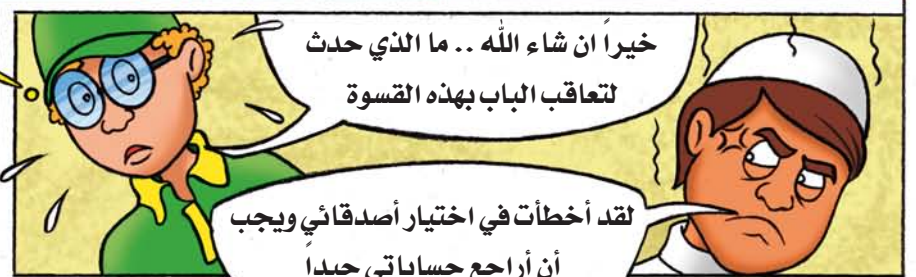 خيراً ان شاء الله .. ما الذي حدث
لتعاقب الباب بهذه القسوة
لقد أخطأت في اختيار أصدقائي ويجب
أن أراجع حساباتي جيداً